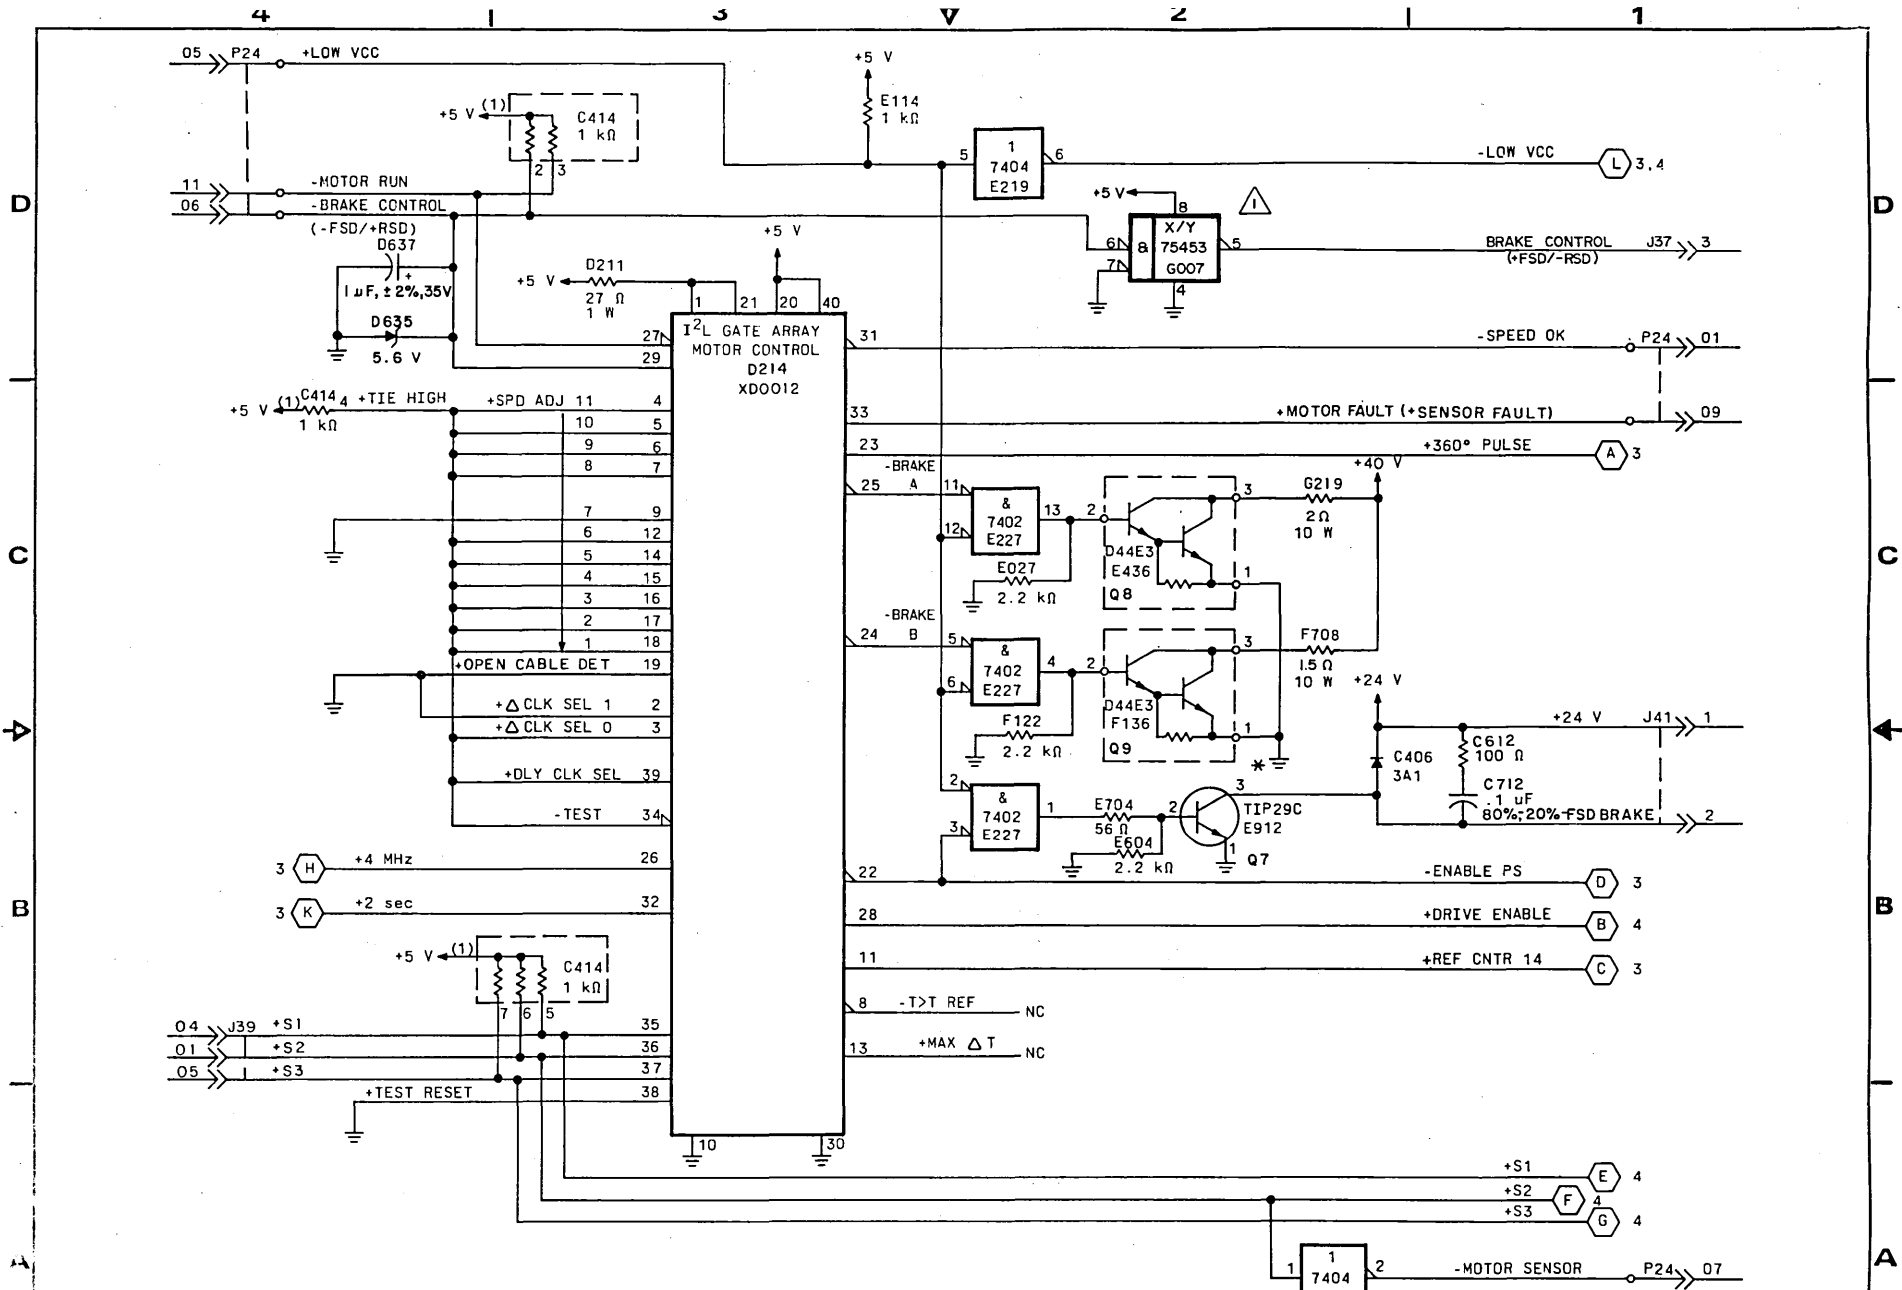 4 3 2 1
05 P24 +LOW VCC
+5 V
E114
1 kΩ
+5 V (1)
C414
1 kΩ
2 3
5 1 6
7404
E219
-LOW VCC L 3,4
11 -MOTOR RUN
D D
06 -BRAKE CONTROL
(-FSD/+RSD)
+5 V 8
1
X/Y
6 & 75453 5
7 G007
4
BRAKE CONTROL J37 3
(+FSD/-RSD)
D637
+
1 µF, ±2%, 35V
D635
5.6 V
+5 V
+5 V D211
27 Ω
1 W
1 21 20 40
I²L GATE ARRAY
MOTOR CONTROL
D214
XD0012
27
29
31 -SPEED OK P24 01
+5 V (1) C414 4 +TIE HIGH
1 kΩ
+SPD ADJ 11 4
10 5
9 6
8 7
7 9
6 12
5 14
4 15
3 16
2 17
1 18
+OPEN CABLE DET 19
+△ CLK SEL 1 2
+△ CLK SEL 0 3
+DLY CLK SEL 39
-TEST 34
33 +MOTOR FAULT (+SENSOR FAULT) 09
23 +360° PULSE A 3
+40 V
-BRAKE
A
25 11
&
7402
E227
12
13 2
E027
2.2 kΩ
D44E3
E436
Q8
3
1
G219
2 Ω
10 W
C C
-BRAKE
B
24 5
&
7402
E227
6
4 2
F122
2.2 kΩ
D44E3
F136
Q9
3
1
*
F708
1.5 Ω
10 W
+24 V
+24 V J41 1
C406
3A1
C612
100 Ω
C712
.1 uF
80%,-20% -FSD BRAKE 2
2
&
7402
E227
3
1
E704
56 Ω
E604
2.2 kΩ
2 3
1
TIP29C
E912
Q7
3 H +4 MHz 26
22 -ENABLE PS D 3
B B
3 K +2 sec 32
28 +DRIVE ENABLE B 4
+5 V (1)
C414
1 kΩ
7 6 5
11 +REF CNTR 14 C 3
8 -T>T REF NC
13 +MAX △ T NC
04 J39 +S1 35
01 +S2 36
05 +S3 37
+TEST RESET 38
10 30
+S1 E 4
+S2 F 4
+S3 G 4
A A
1 1 2
7404
-MOTOR SENSOR P24 07